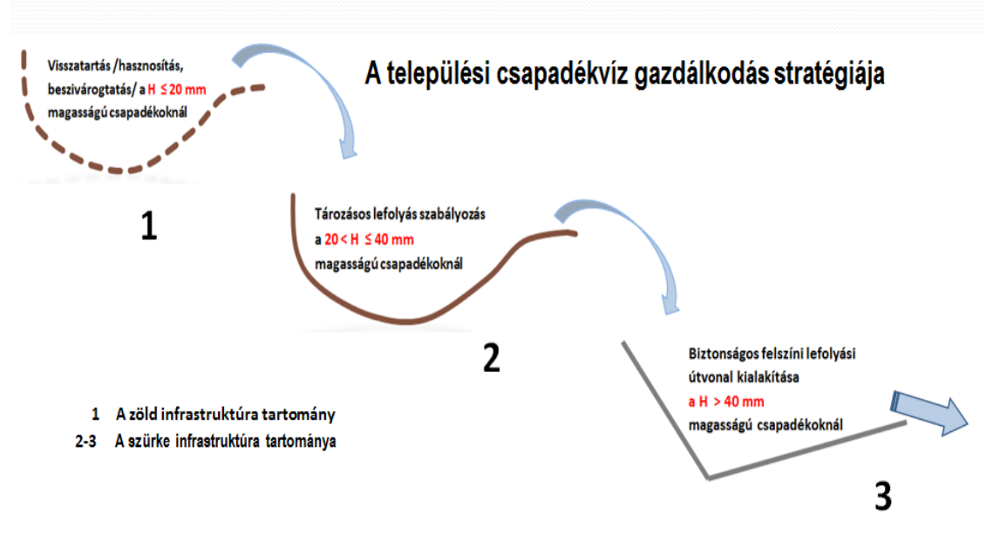 A települési csapadékvíz gazdálkodás stratégiája
Visszatartás /hasznosítás,
beszivárogtatás/ a H ≤ 20 mm
magasságú csapadékoknál
1
Tározásos lefolyás szabályozás
a 20 < H ≤ 40 mm
magasságú csapadékoknál
2
Biztonságos felszíni lefolyási
útvonal kialakítása
a H > 40 mm
magasságú csapadékoknál
3
1 A zöld infrastruktúra tartomány
2-3 A szürke infrastruktúra tartománya